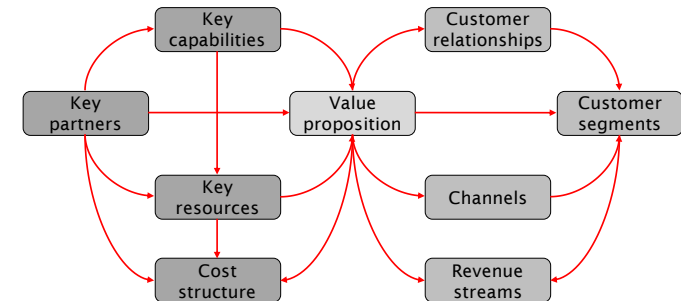 Key
capabilities
Customer
relationships
Key
partners
Value
proposition
Customer
segments
Key
resources
Channels
Cost
structure
Revenue
streams